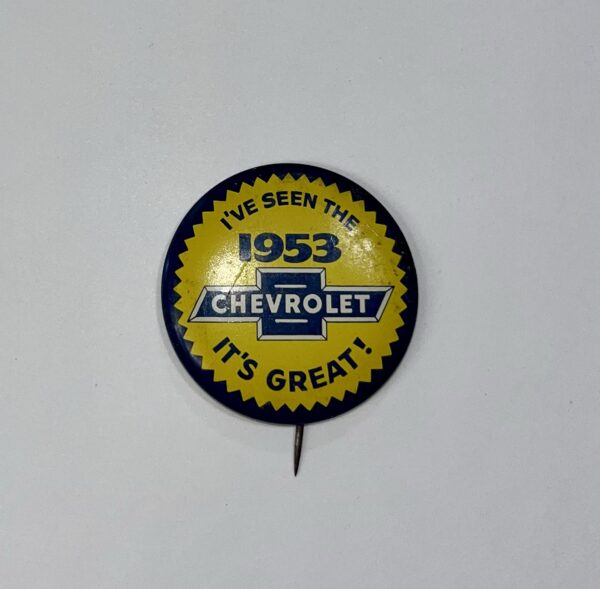 I'VE SEEN THE
1953
CHEVROLET
IT'S GREAT!